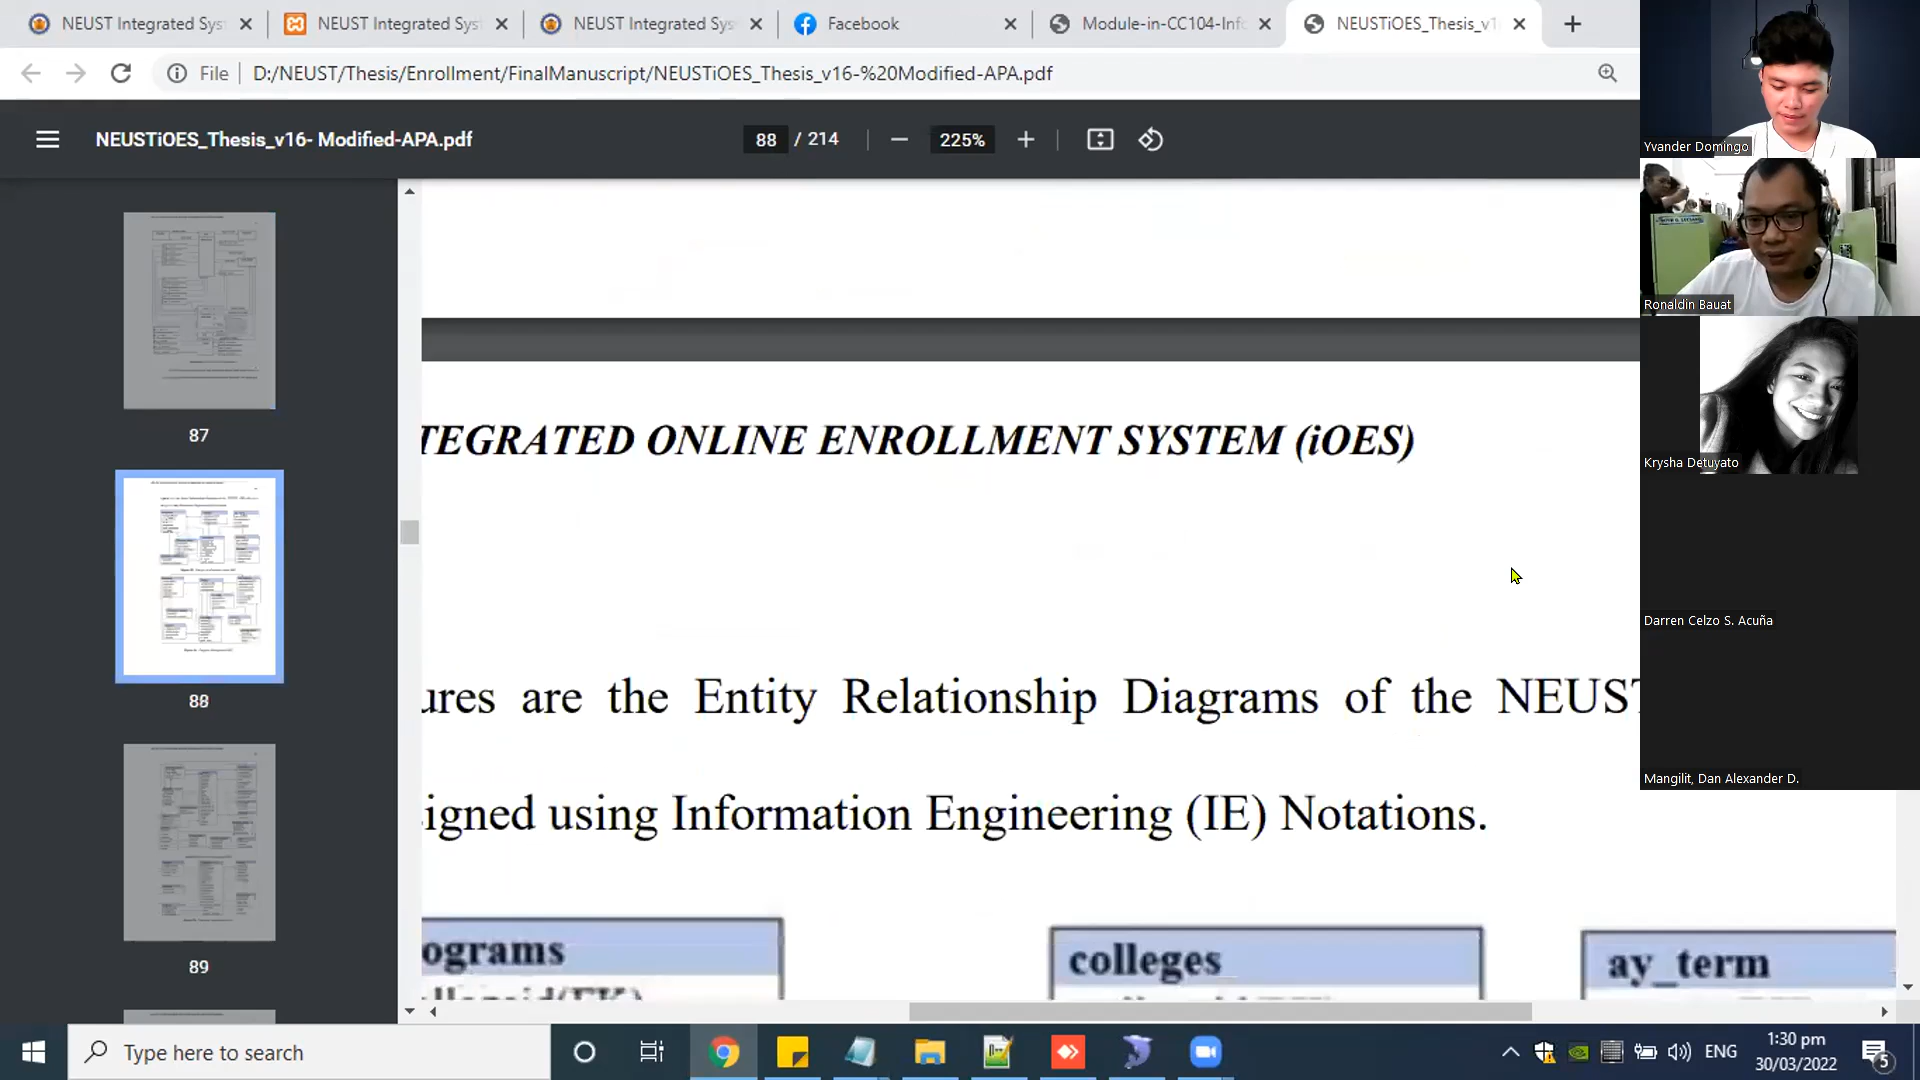 NEUST Integrated Sys
NEUST Integrated Sys
NEUST Integrated Sys
Facebook
Module-in-CC104-Info
NEUSTiOES_Thesis_v1
File
D:/NEUST/Thesis/Enrollment/FinalManuscript/NEUSTiOES_Thesis_v16-%20Modified-APA.pdf
NEUSTiOES_Thesis_v16- Modified-APA.pdf
88 / 214
225%
87
88
89
TEGRATED ONLINE ENROLLMENT SYSTEM (iOES)
ures are the Entity Relationship Diagrams of the NEUST
igned using Information Engineering (IE) Notations.
ograms
colleges
ay_term
Yvander Domingo
Ronaldin Bauat
Krysha Detuyato
Darren Celzo S. Acuña
Mangilit, Dan Alexander D.
Type here to search
ENG
1:30 pm
30/03/2022
5